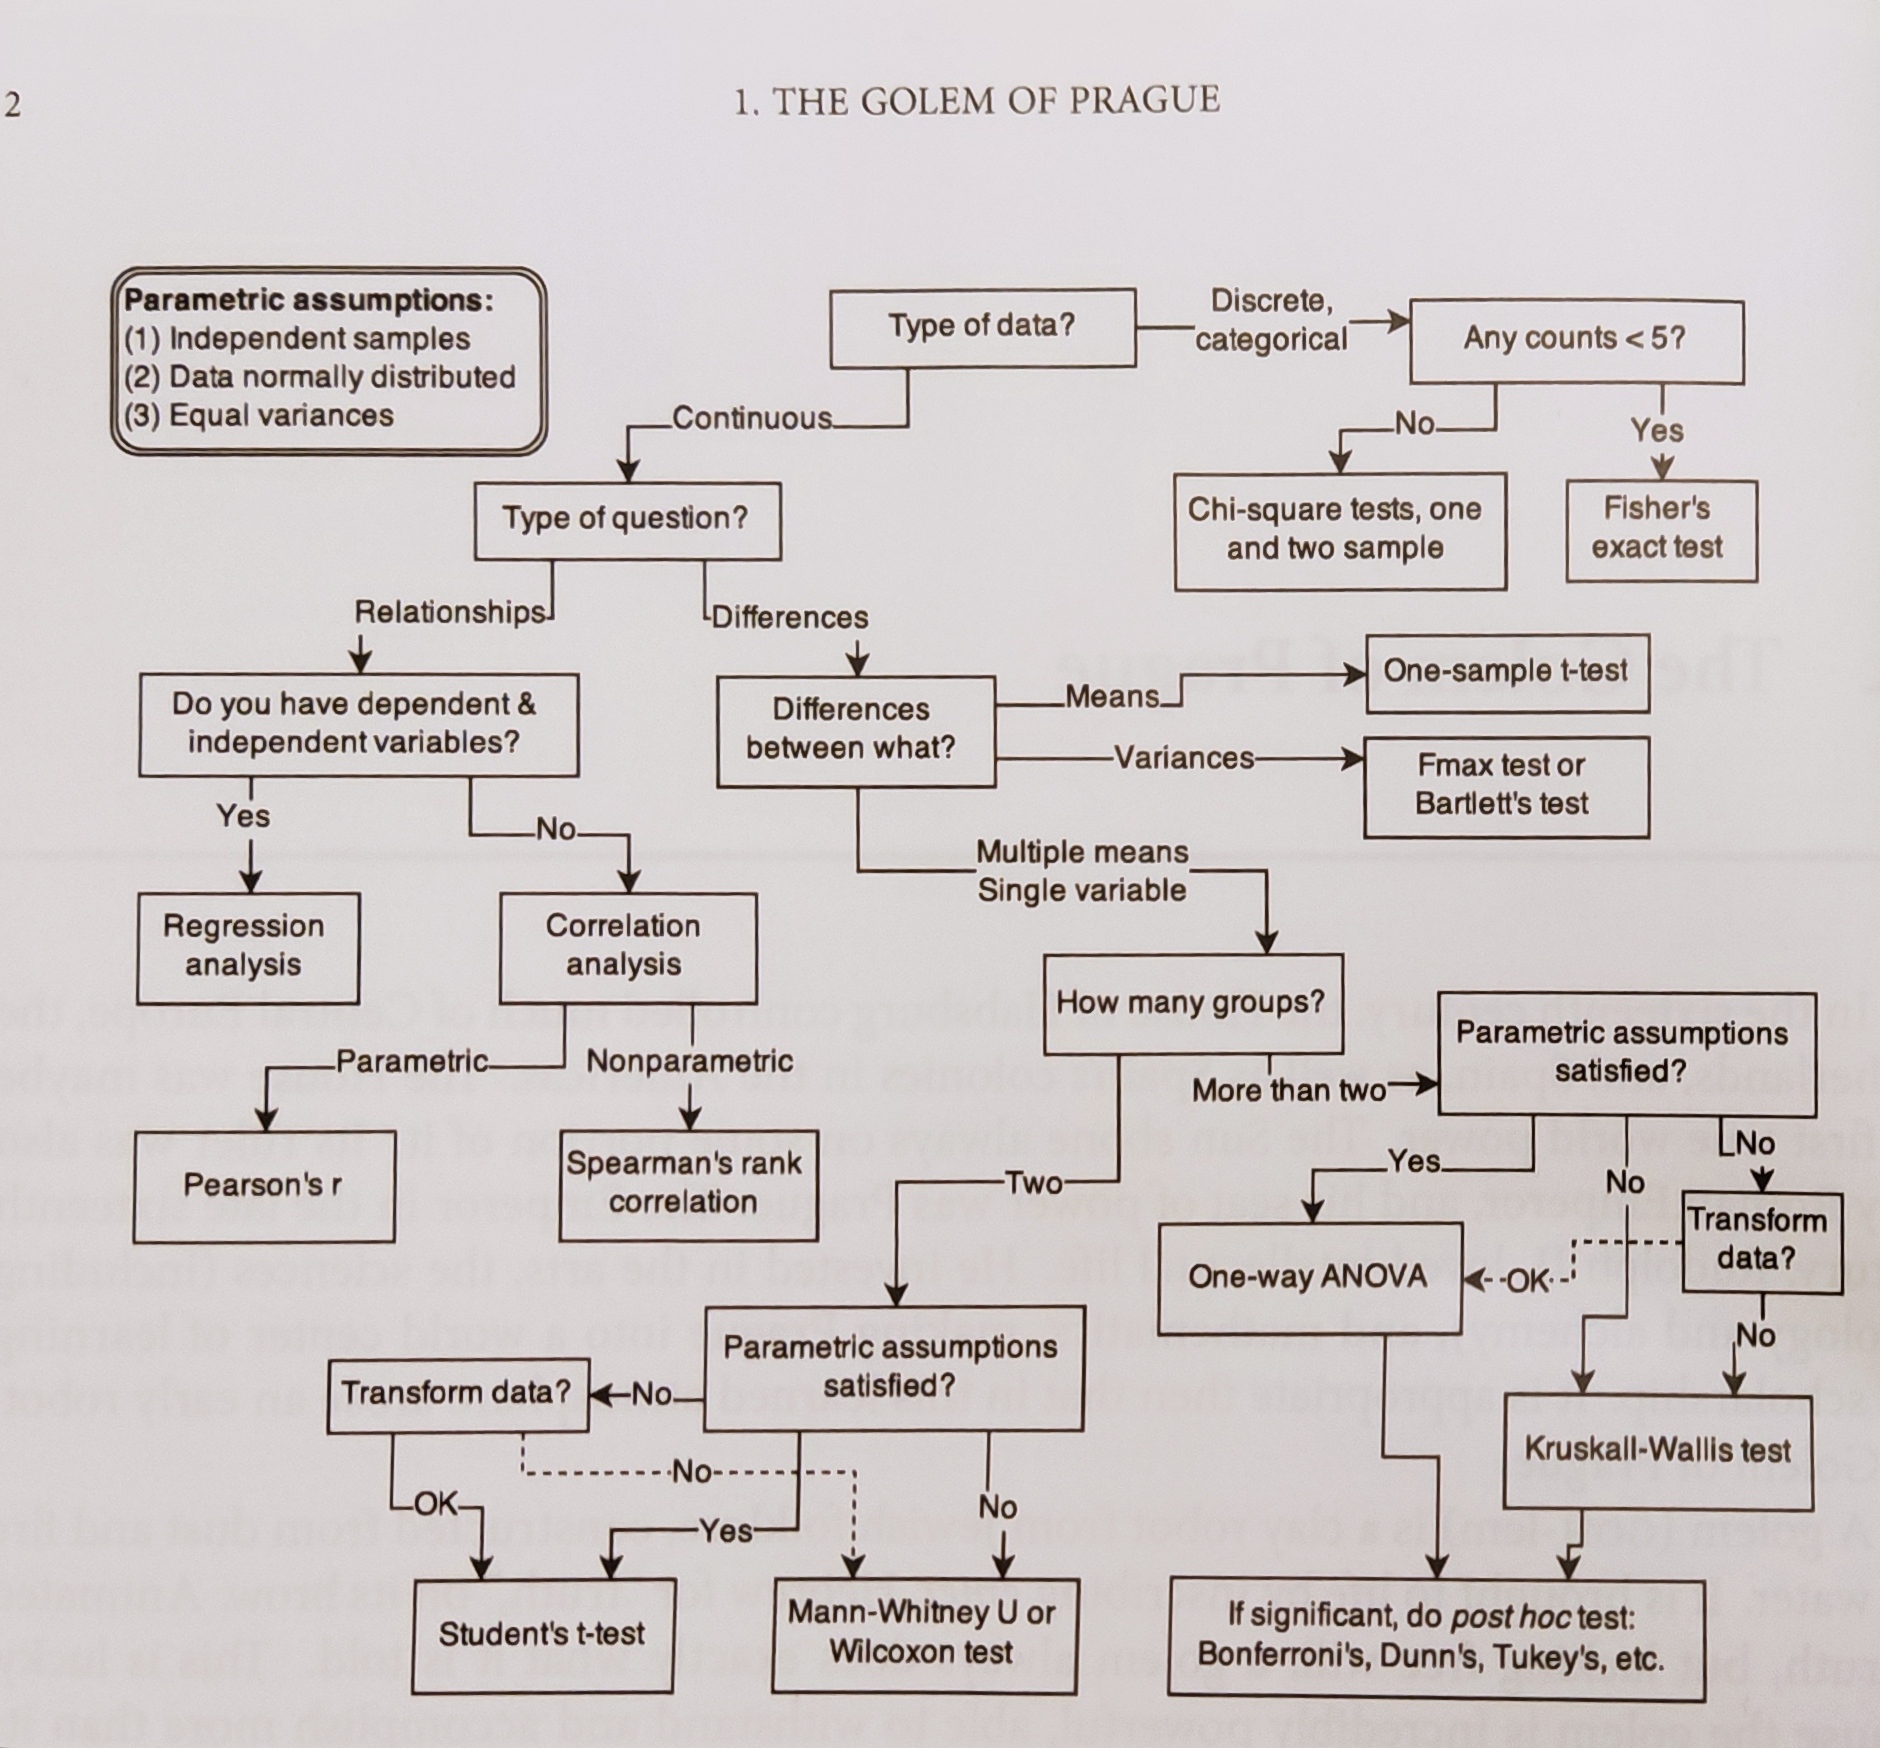 2
1. THE GOLEM OF PRAGUE
Parametric assumptions:
(1) Independent samples
(2) Data normally distributed
(3) Equal variances
Type of data?
Discrete,
categorical
Any counts < 5?
Continuous
No
Yes
Type of question?
Chi-square tests, one
and two sample
Fisher's
exact test
Relationships
Differences
Do you have dependent &
independent variables?
Differences
between what?
Means
One-sample t-test
Variances
Fmax test or
Bartlett's test
Yes
No
Multiple means
Single variable
Regression
analysis
Correlation
analysis
How many groups?
Parametric assumptions
satisfied?
Parametric
Nonparametric
More than two
Pearson's r
Spearman's rank
correlation
Two
Yes
No
No
Transform
data?
One-way ANOVA
OK
No
Parametric assumptions
satisfied?
Transform data?
No
Kruskall-Wallis test
No
OK
Yes
No
Student's t-test
Mann-Whitney U or
Wilcoxon test
If significant, do post hoc test:
Bonferroni's, Dunn's, Tukey's, etc.